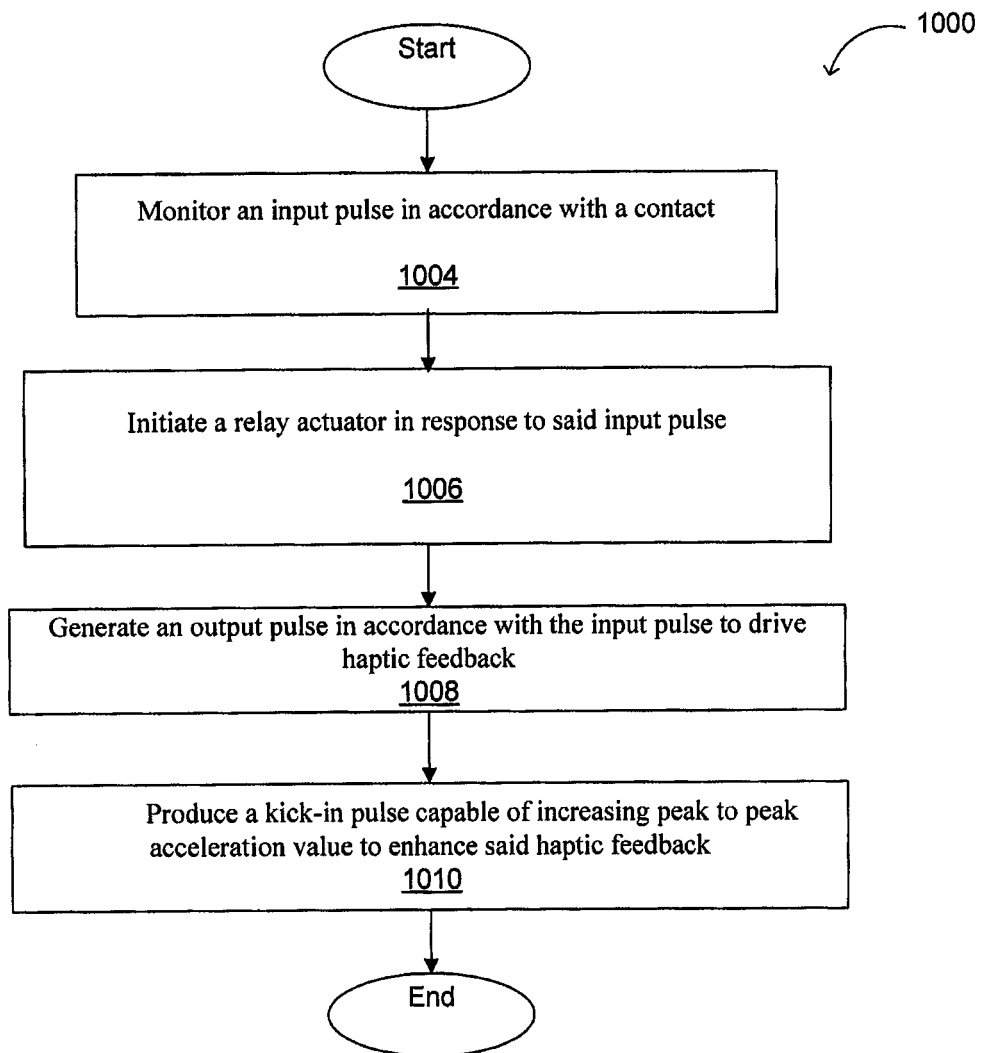 1000
Start
Monitor an input pulse in accordance with a contact
1004
Initiate a relay actuator in response to said input pulse
1006
Generate an output pulse in accordance with the input pulse to drive
haptic feedback
1008
Produce a kick-in pulse capable of increasing peak to peak
acceleration value to enhance said haptic feedback
1010
End